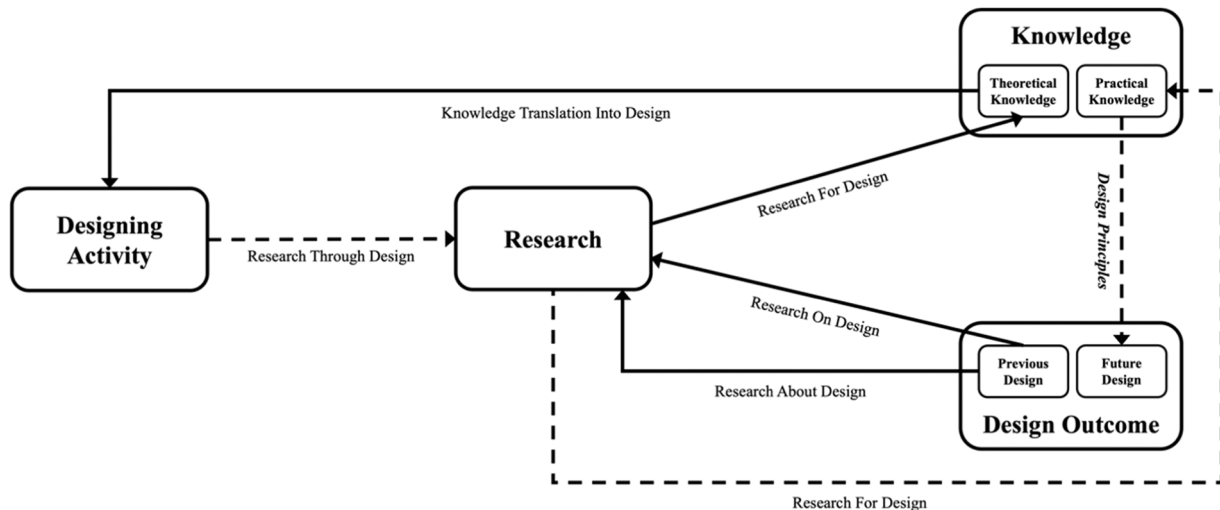 Knowledge
Theoretical
Knowledge
Practical
Knowledge
Knowledge Translation Into Design
Research For Design
Design Principles
Designing
Activity
Research Through Design
Research
Research On Design
Research About Design
Previous
Design
Future
Design
Design Outcome
Research For Design